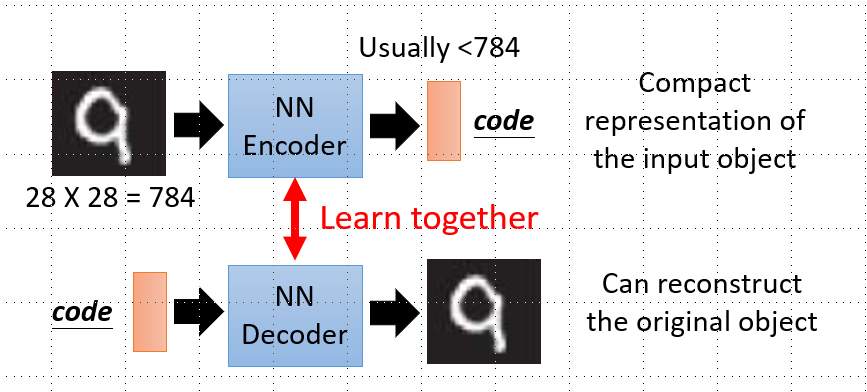 Usually <784
NN
Encoder
code
Compact
representation of
the input object
28 X 28 = 784
Learn together
code
NN
Decoder
Can reconstruct
the original object